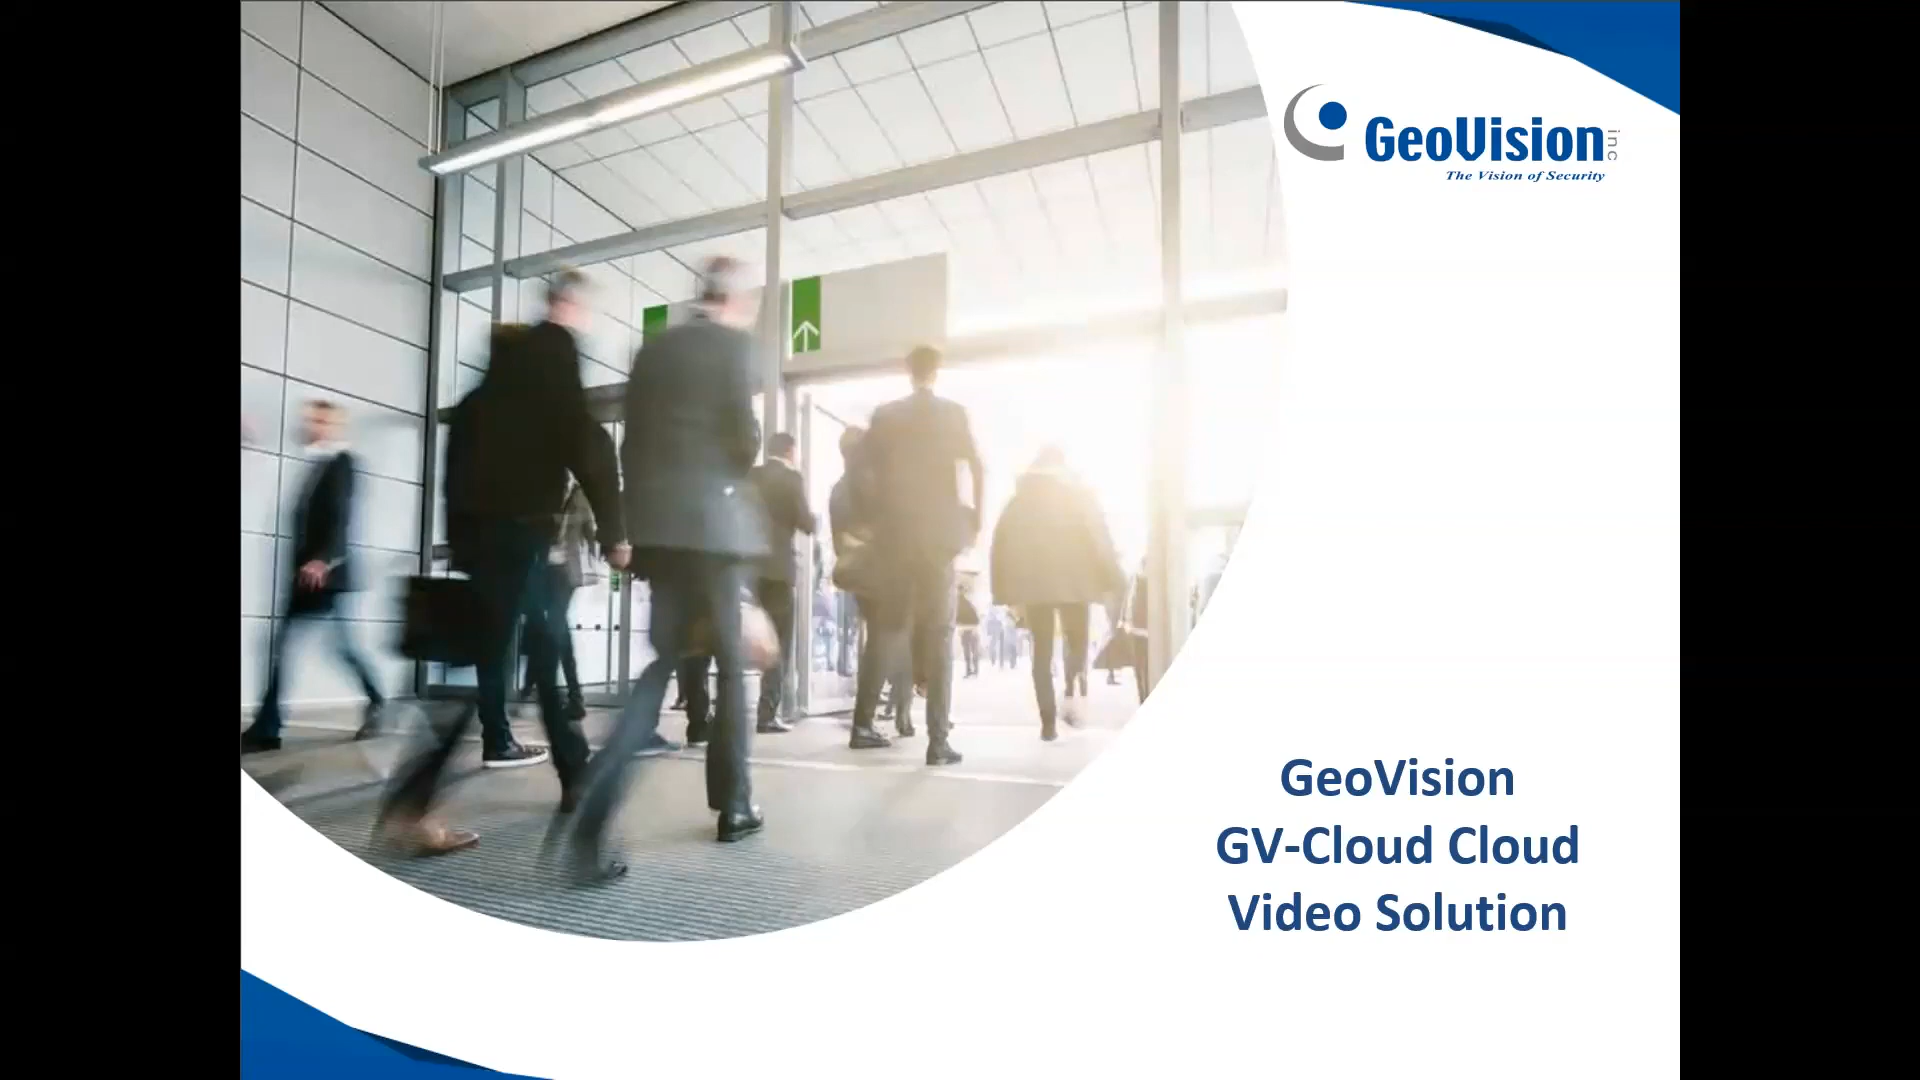 GeoVision inc
The Vision of Security
GeoVision
GV-Cloud Cloud
Video Solution